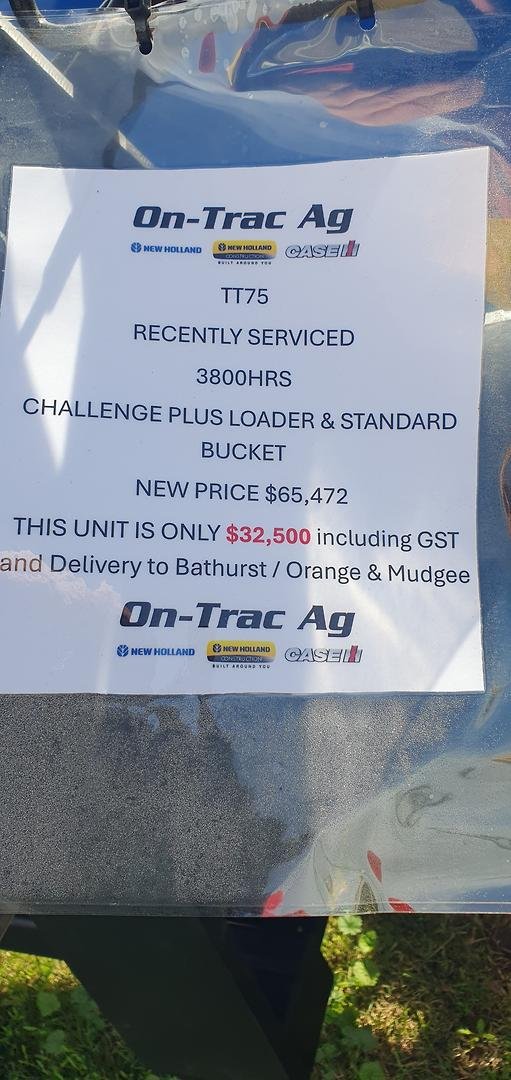 On-Trac Ag
NEW HOLLAND NEW HOLLAND CONSTRUCTION BUILT AROUND YOU CASE IH
TT75
RECENTLY SERVICED
3800HRS
CHALLENGE PLUS LOADER & STANDARD
BUCKET
NEW PRICE $65,472
THIS UNIT IS ONLY $32,500 including GST
and Delivery to Bathurst / Orange & Mudgee
On-Trac Ag
NEW HOLLAND NEW HOLLAND CONSTRUCTION BUILT AROUND YOU CASE IH